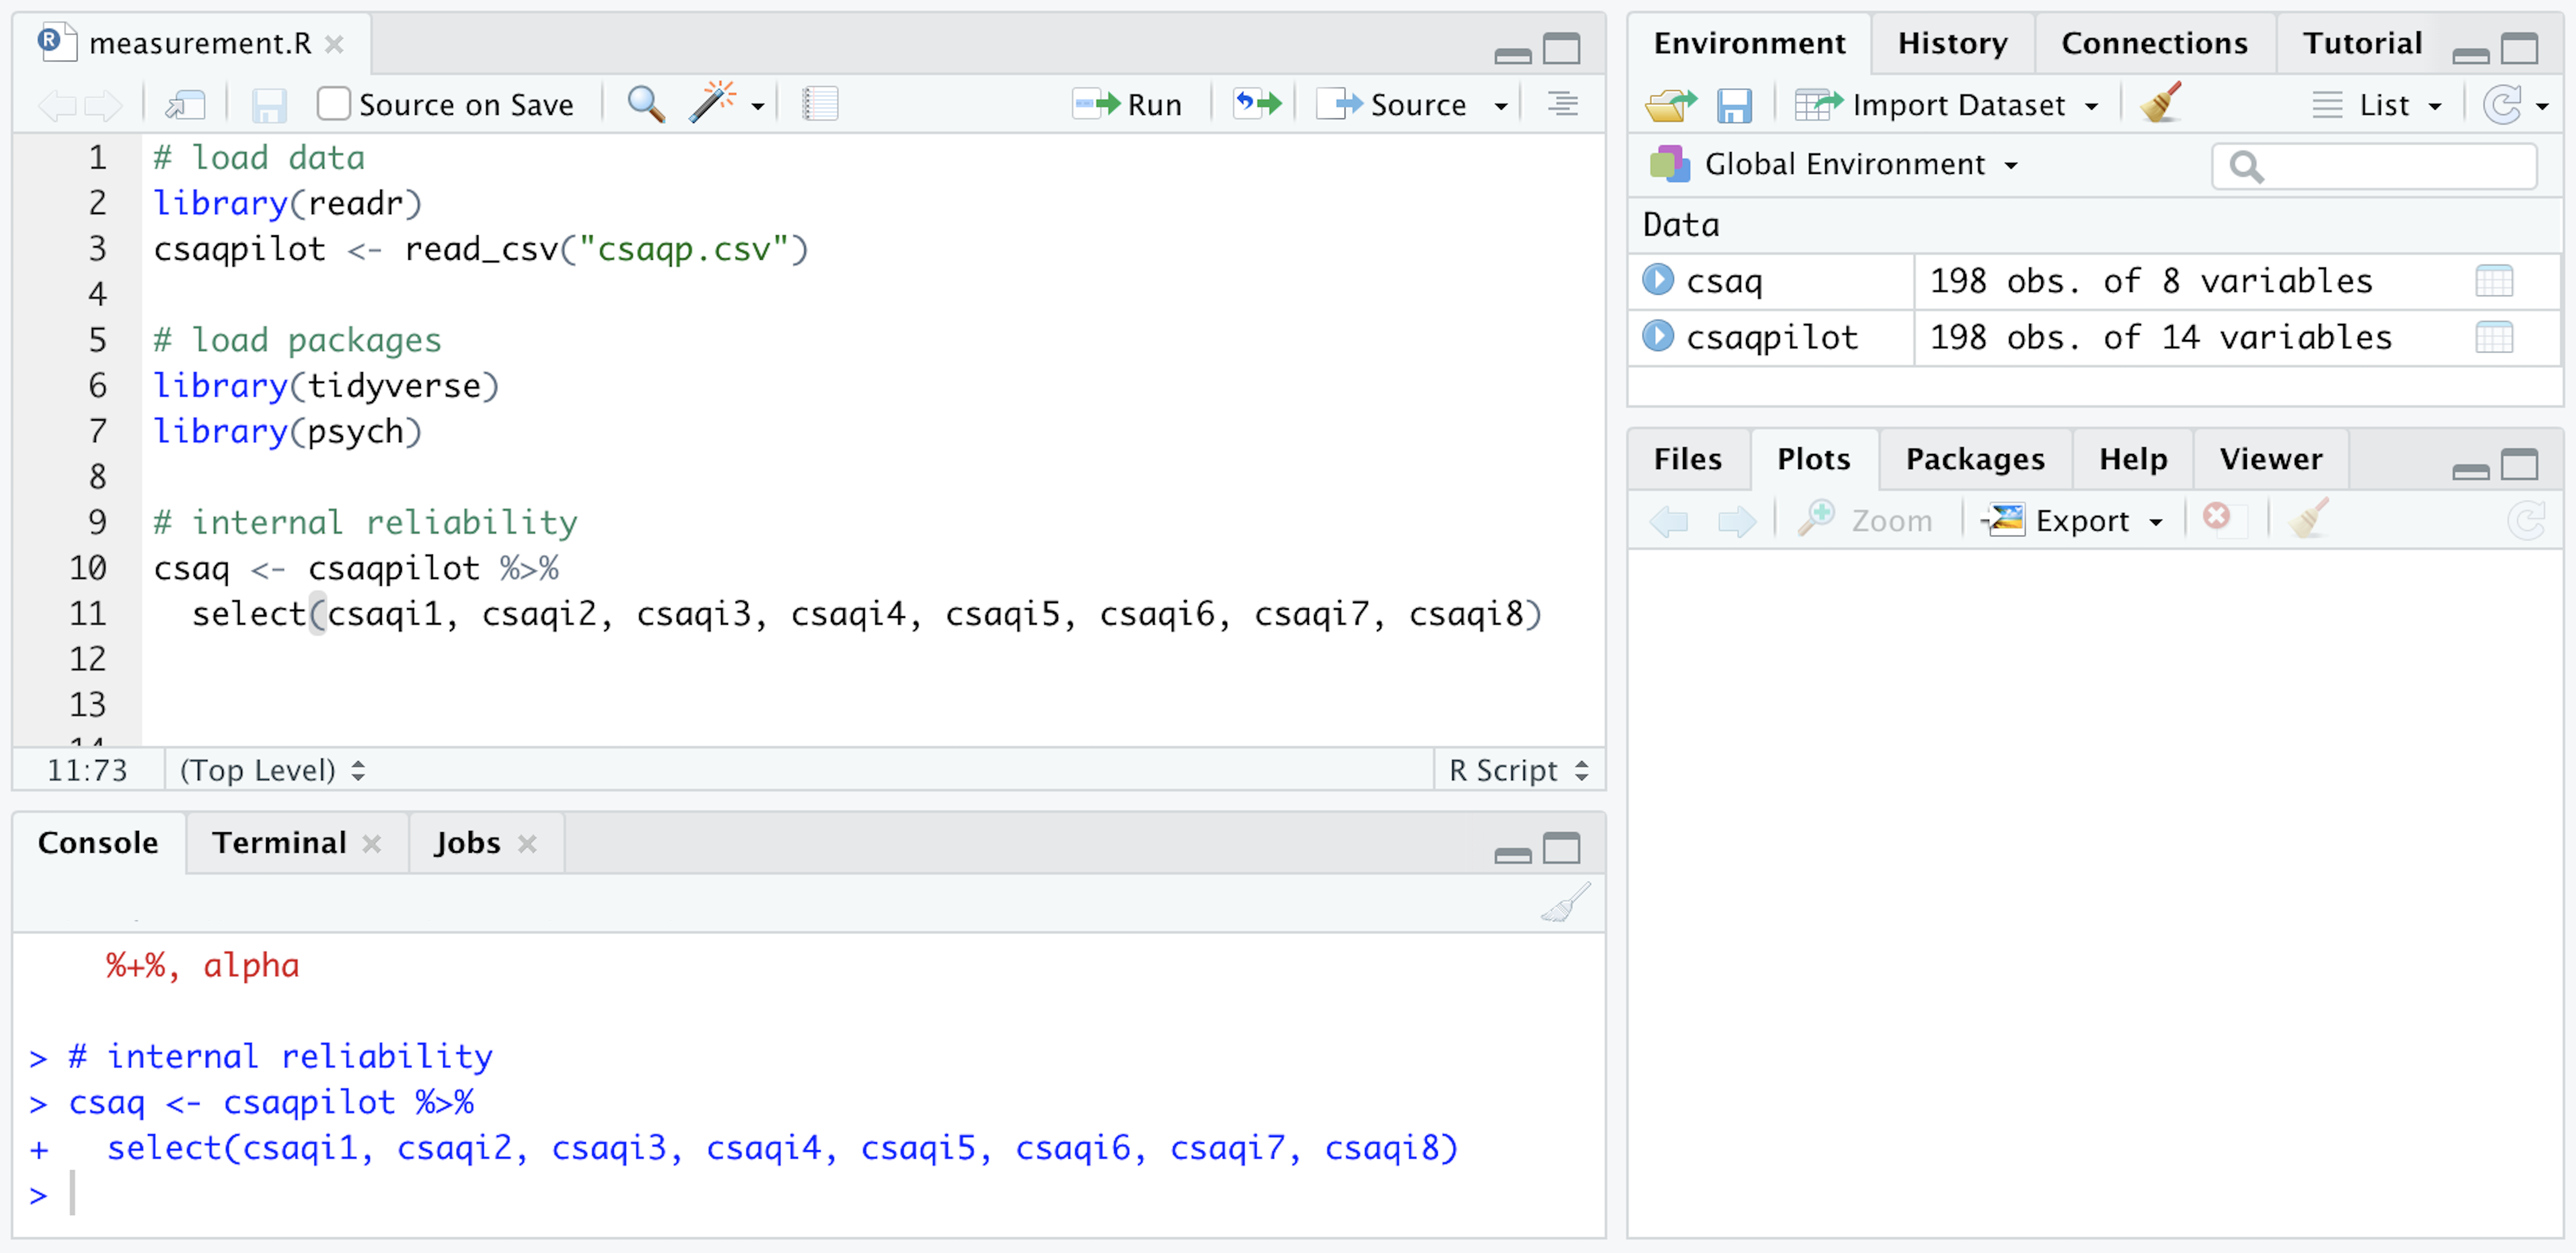 measurement.R
Source on Save
Run
Source
1 # load data
2 library(readr)
3 csaqpilot <- read_csv("csaqp.csv")
4
5 # load packages
6 library(tidyverse)
7 library(psych)
8
9 # internal reliability
10 csaq <- csaqpilot %>%
11 select(csaqi1, csaqi2, csaqi3, csaqi4, csaqi5, csaqi6, csaqi7, csaqi8)
12
13
14
11:73 (Top Level) R Script
Console Terminal Jobs
%+%, alpha
> # internal reliability
> csaq <- csaqpilot %>%
+ select(csaqi1, csaqi2, csaqi3, csaqi4, csaqi5, csaqi6, csaqi7, csaqi8)
>
Environment History Connections Tutorial
Import Dataset List
Global Environment
Data
csaq 198 obs. of 8 variables
csaqpilot 198 obs. of 14 variables
Files Plots Packages Help Viewer
Zoom Export